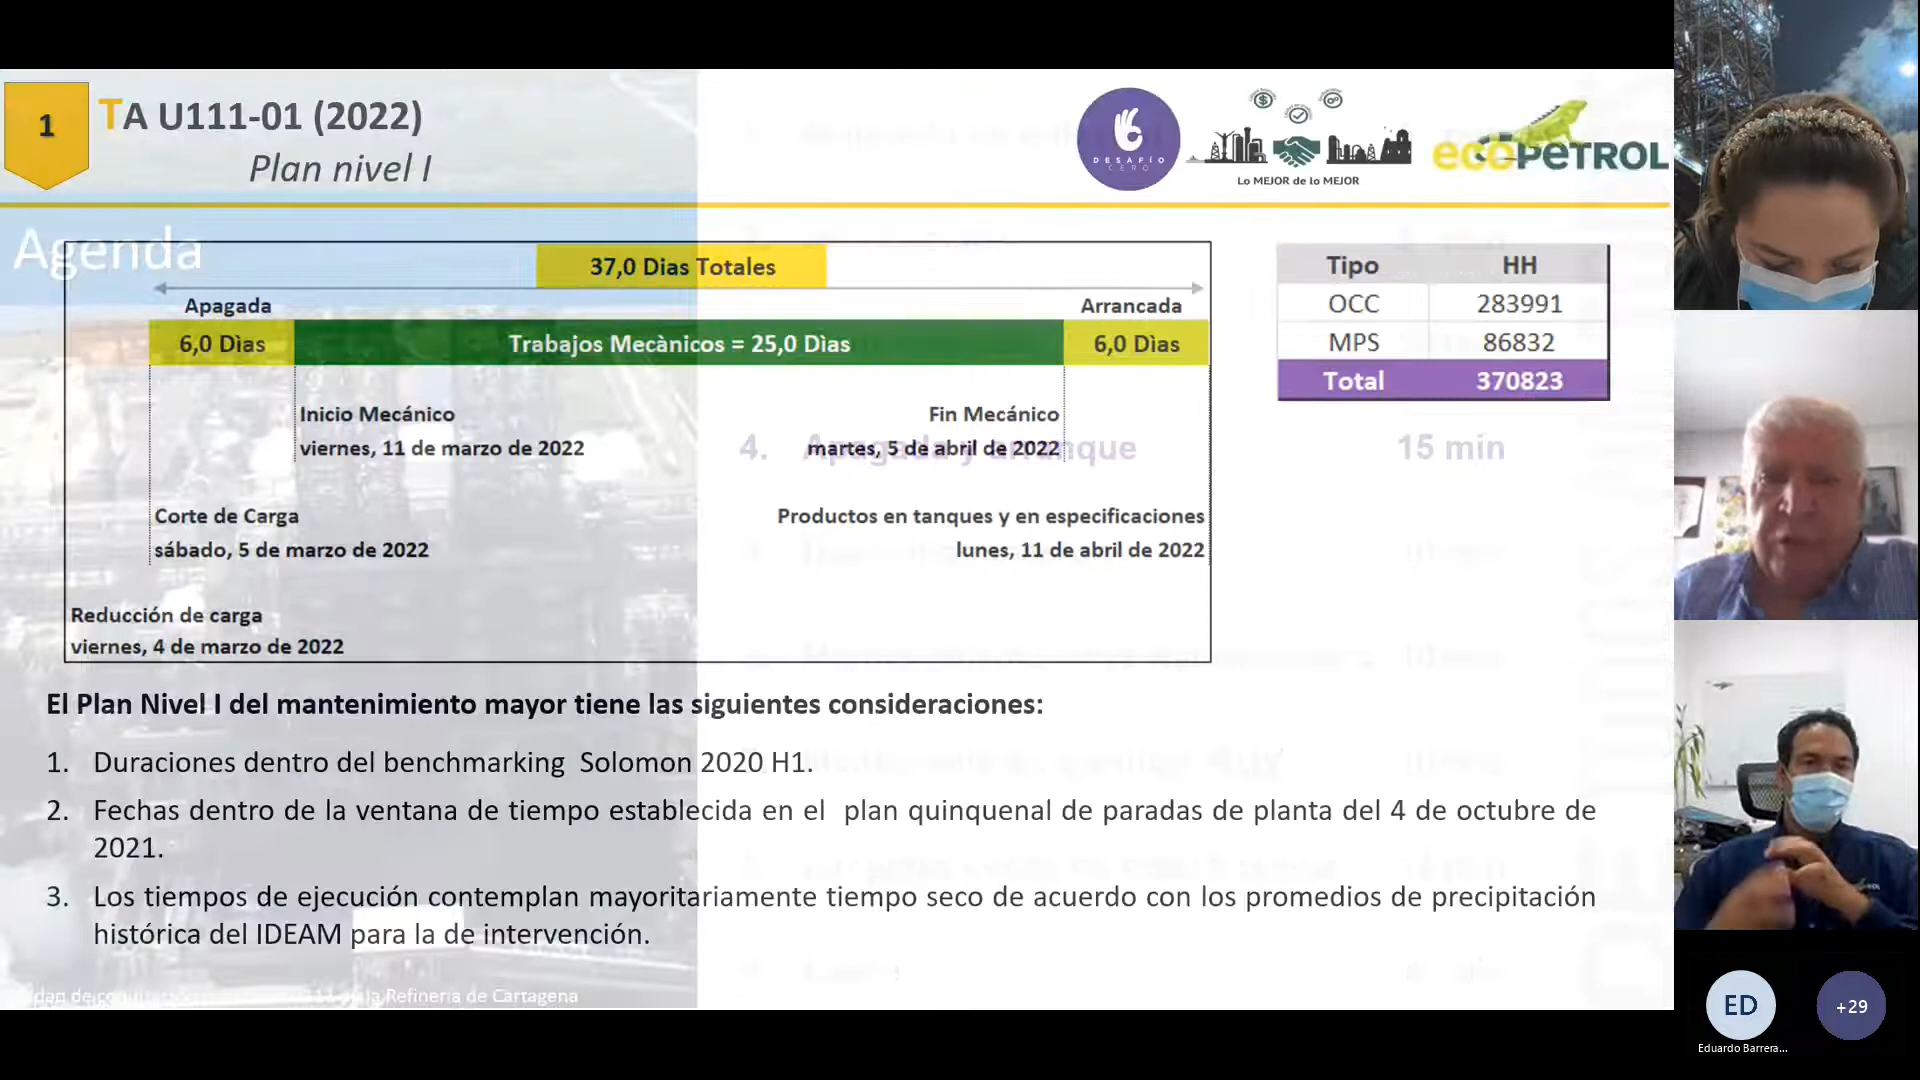 1
TA U111-01 (2022)
Plan nivel I
DESAFÍO
CERO
Lo MEJOR de lo MEJOR
ecoPETROL
Agenda
37,0 Dias Totales
Apagada
Arrancada
6,0 Dìas
Trabajos Mecànicos = 25,0 Dìas
6,0 Dìas
Tipo HH
OCC 283991
MPS 86832
Total 370823
Inicio Mecánico
viernes, 11 de marzo de 2022
Fin Mecánico
martes, 5 de abril de 2022
4. Apagada y arranque 15 min
Corte de Carga
sábado, 5 de marzo de 2022
Productos en tanques y en especificaciones
lunes, 11 de abril de 2022
Reducción de carga
viernes, 4 de marzo de 2022
El Plan Nivel I del mantenimiento mayor tiene las siguientes consideraciones:
1. Duraciones dentro del benchmarking Solomon 2020 H1.
2. Fechas dentro de la ventana de tiempo establecida en el plan quinquenal de paradas de planta del 4 de octubre de
2021.
3. Los tiempos de ejecución contemplan mayoritariamente tiempo seco de acuerdo con los promedios de precipitación
histórica del IDEAM para la de intervención.
la Refinería de Cartagena
ED
+29
Eduardo Barrera...